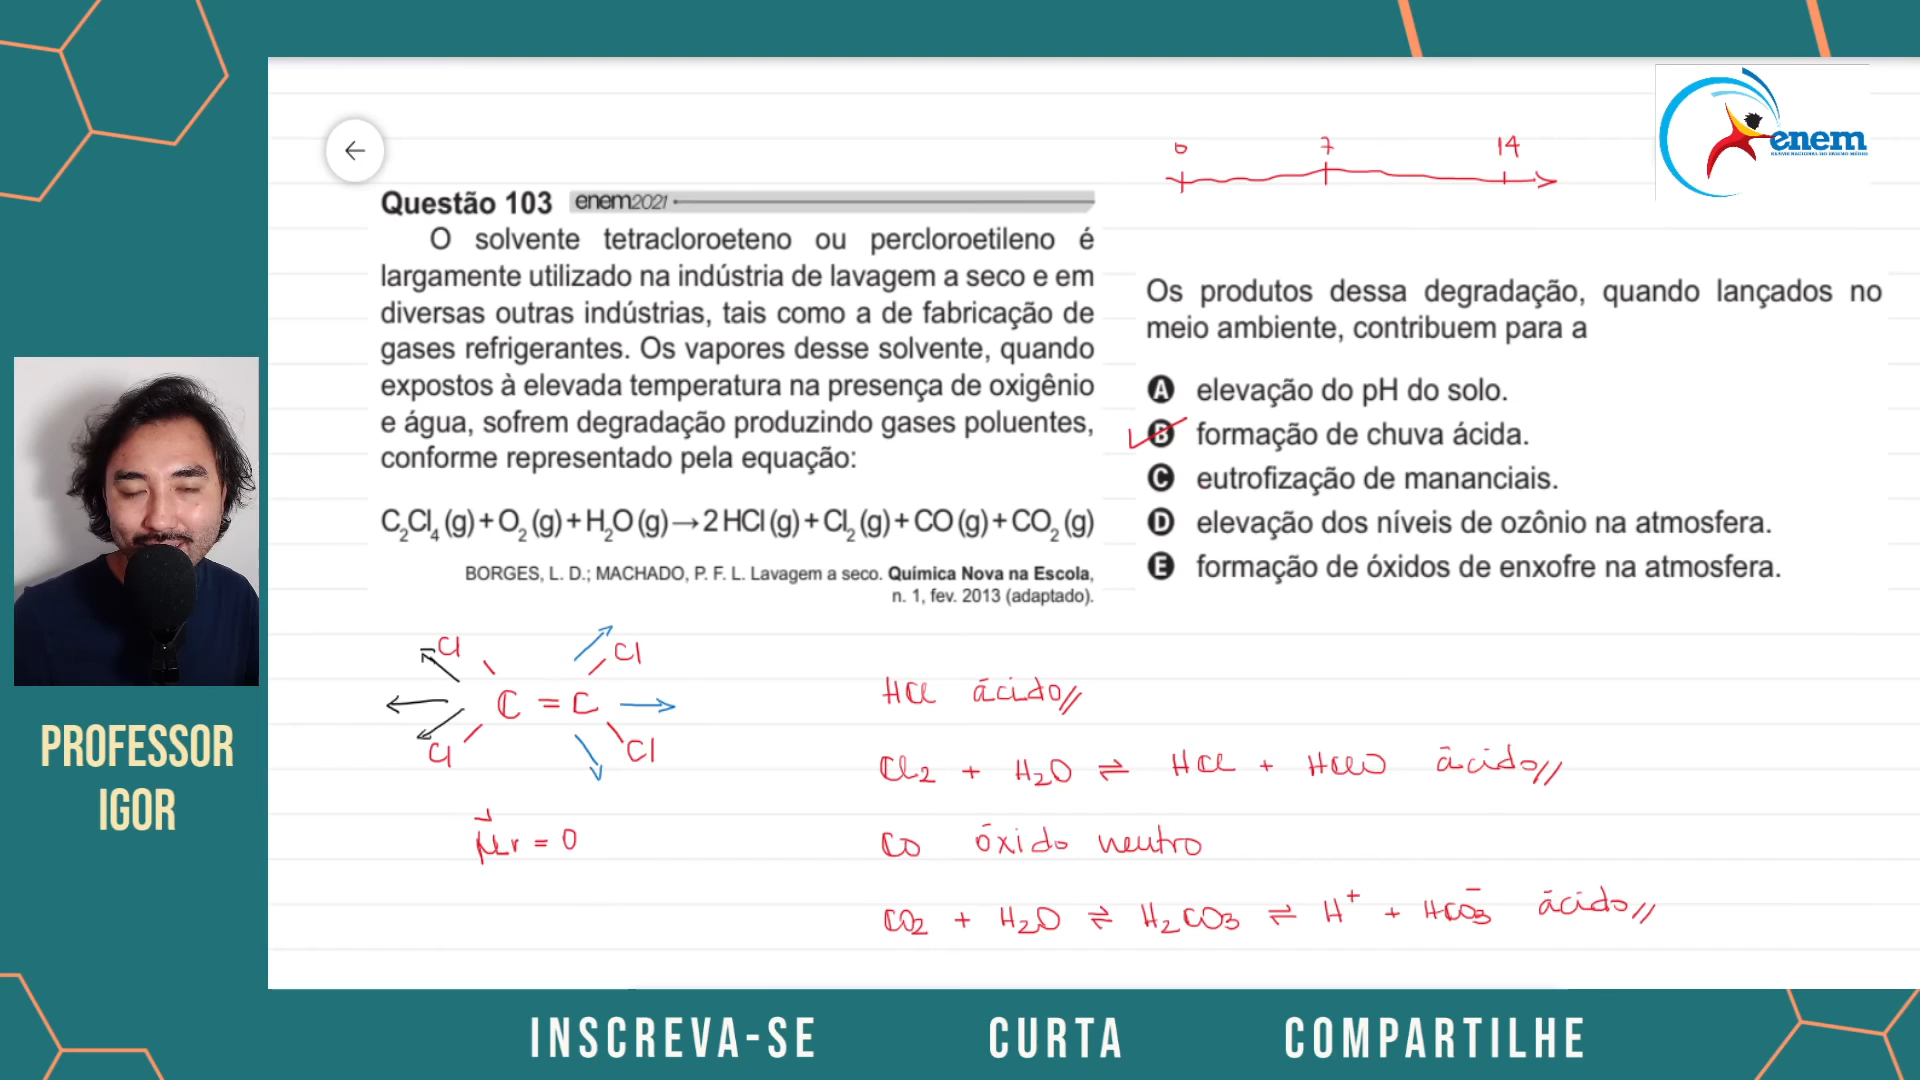 Questão 103 enem2021
O solvente tetracloroeteno ou percloroetileno é
largamente utilizado na indústria de lavagem a seco e em
diversas outras indústrias, tais como a de fabricação de
gases refrigerantes. Os vapores desse solvente, quando
expostos à elevada temperatura na presença de oxigênio
e água, sofrem degradação produzindo gases poluentes,
conforme representado pela equação:
C₂Cl₄ (g) + O₂ (g) + H₂O (g) → 2 HCl (g) + Cl₂ (g) + CO (g) + CO₂ (g)
BORGES, L. D.; MACHADO, P. F. L. Lavagem a seco. Química Nova na Escola,
n. 1, fev. 2013 (adaptado).
0 7 14
enem
EXAME NACIONAL DO ENSINO MÉDIO
Os produtos dessa degradação, quando lançados no
meio ambiente, contribuem para a
A elevação do pH do solo.
B formação de chuva ácida.
C eutrofização de mananciais.
D elevação dos níveis de ozônio na atmosfera.
E formação de óxidos de enxofre na atmosfera.
Cl Cl
C = C
Cl Cl
μr = 0
HCl ácido//
Cl₂ + H₂O ⇌ HCl + HClO ácido//
CO óxido neutro
CO₂ + H₂O ⇌ H₂CO₃ ⇌ H⁺ + HCO₃⁻ ácido//
PROFESSOR
IGOR
INSCREVA-SE CURTA COMPARTILHE